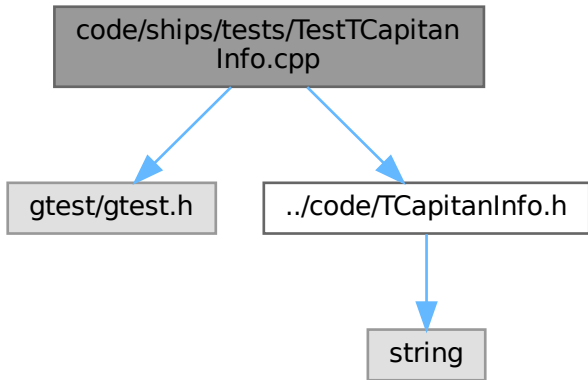 code/ships/tests/TestTCapitan
Info.cpp
gtest/gtest.h
../code/TCapitanInfo.h
string